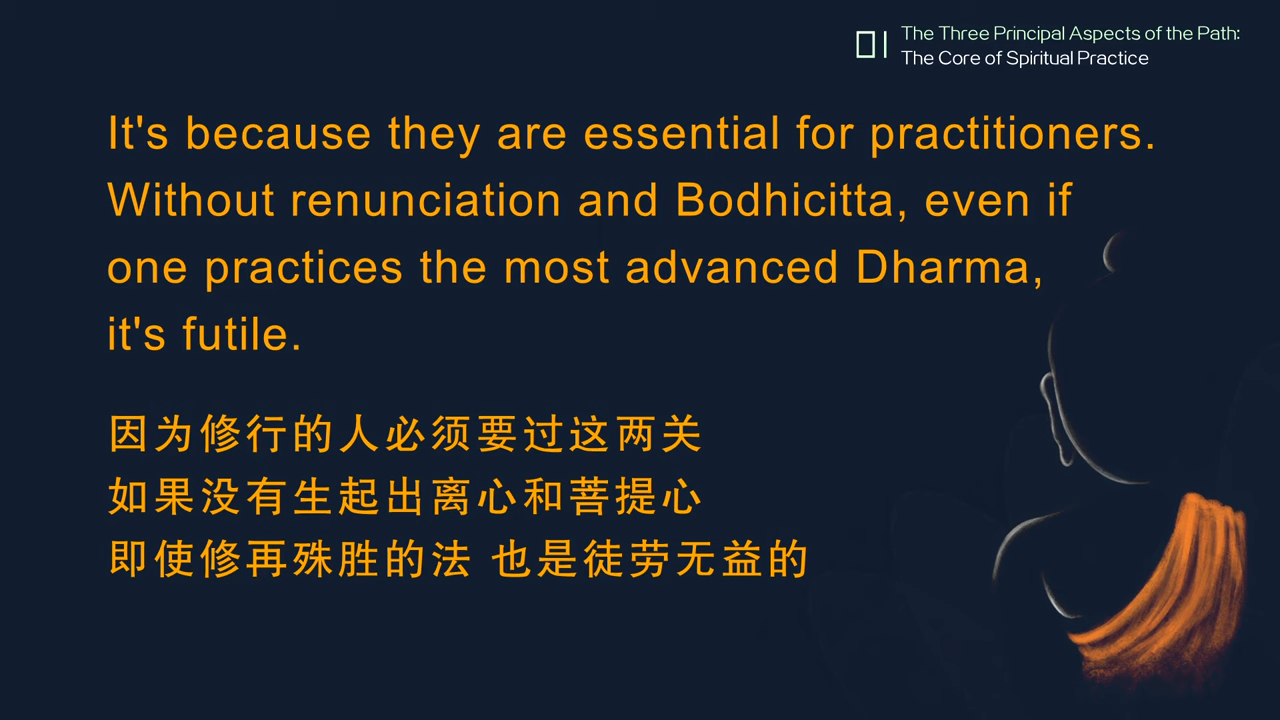 01
The Three Principal Aspects of the Path:
The Core of Spiritual Practice
It's because they are essential for practitioners.
Without renunciation and Bodhicitta, even if
one practices the most advanced Dharma,
it's futile.
因为修行的人必须要过这两关
如果没有生起出离心和菩提心
即使修再殊胜的法 也是徒劳无益的